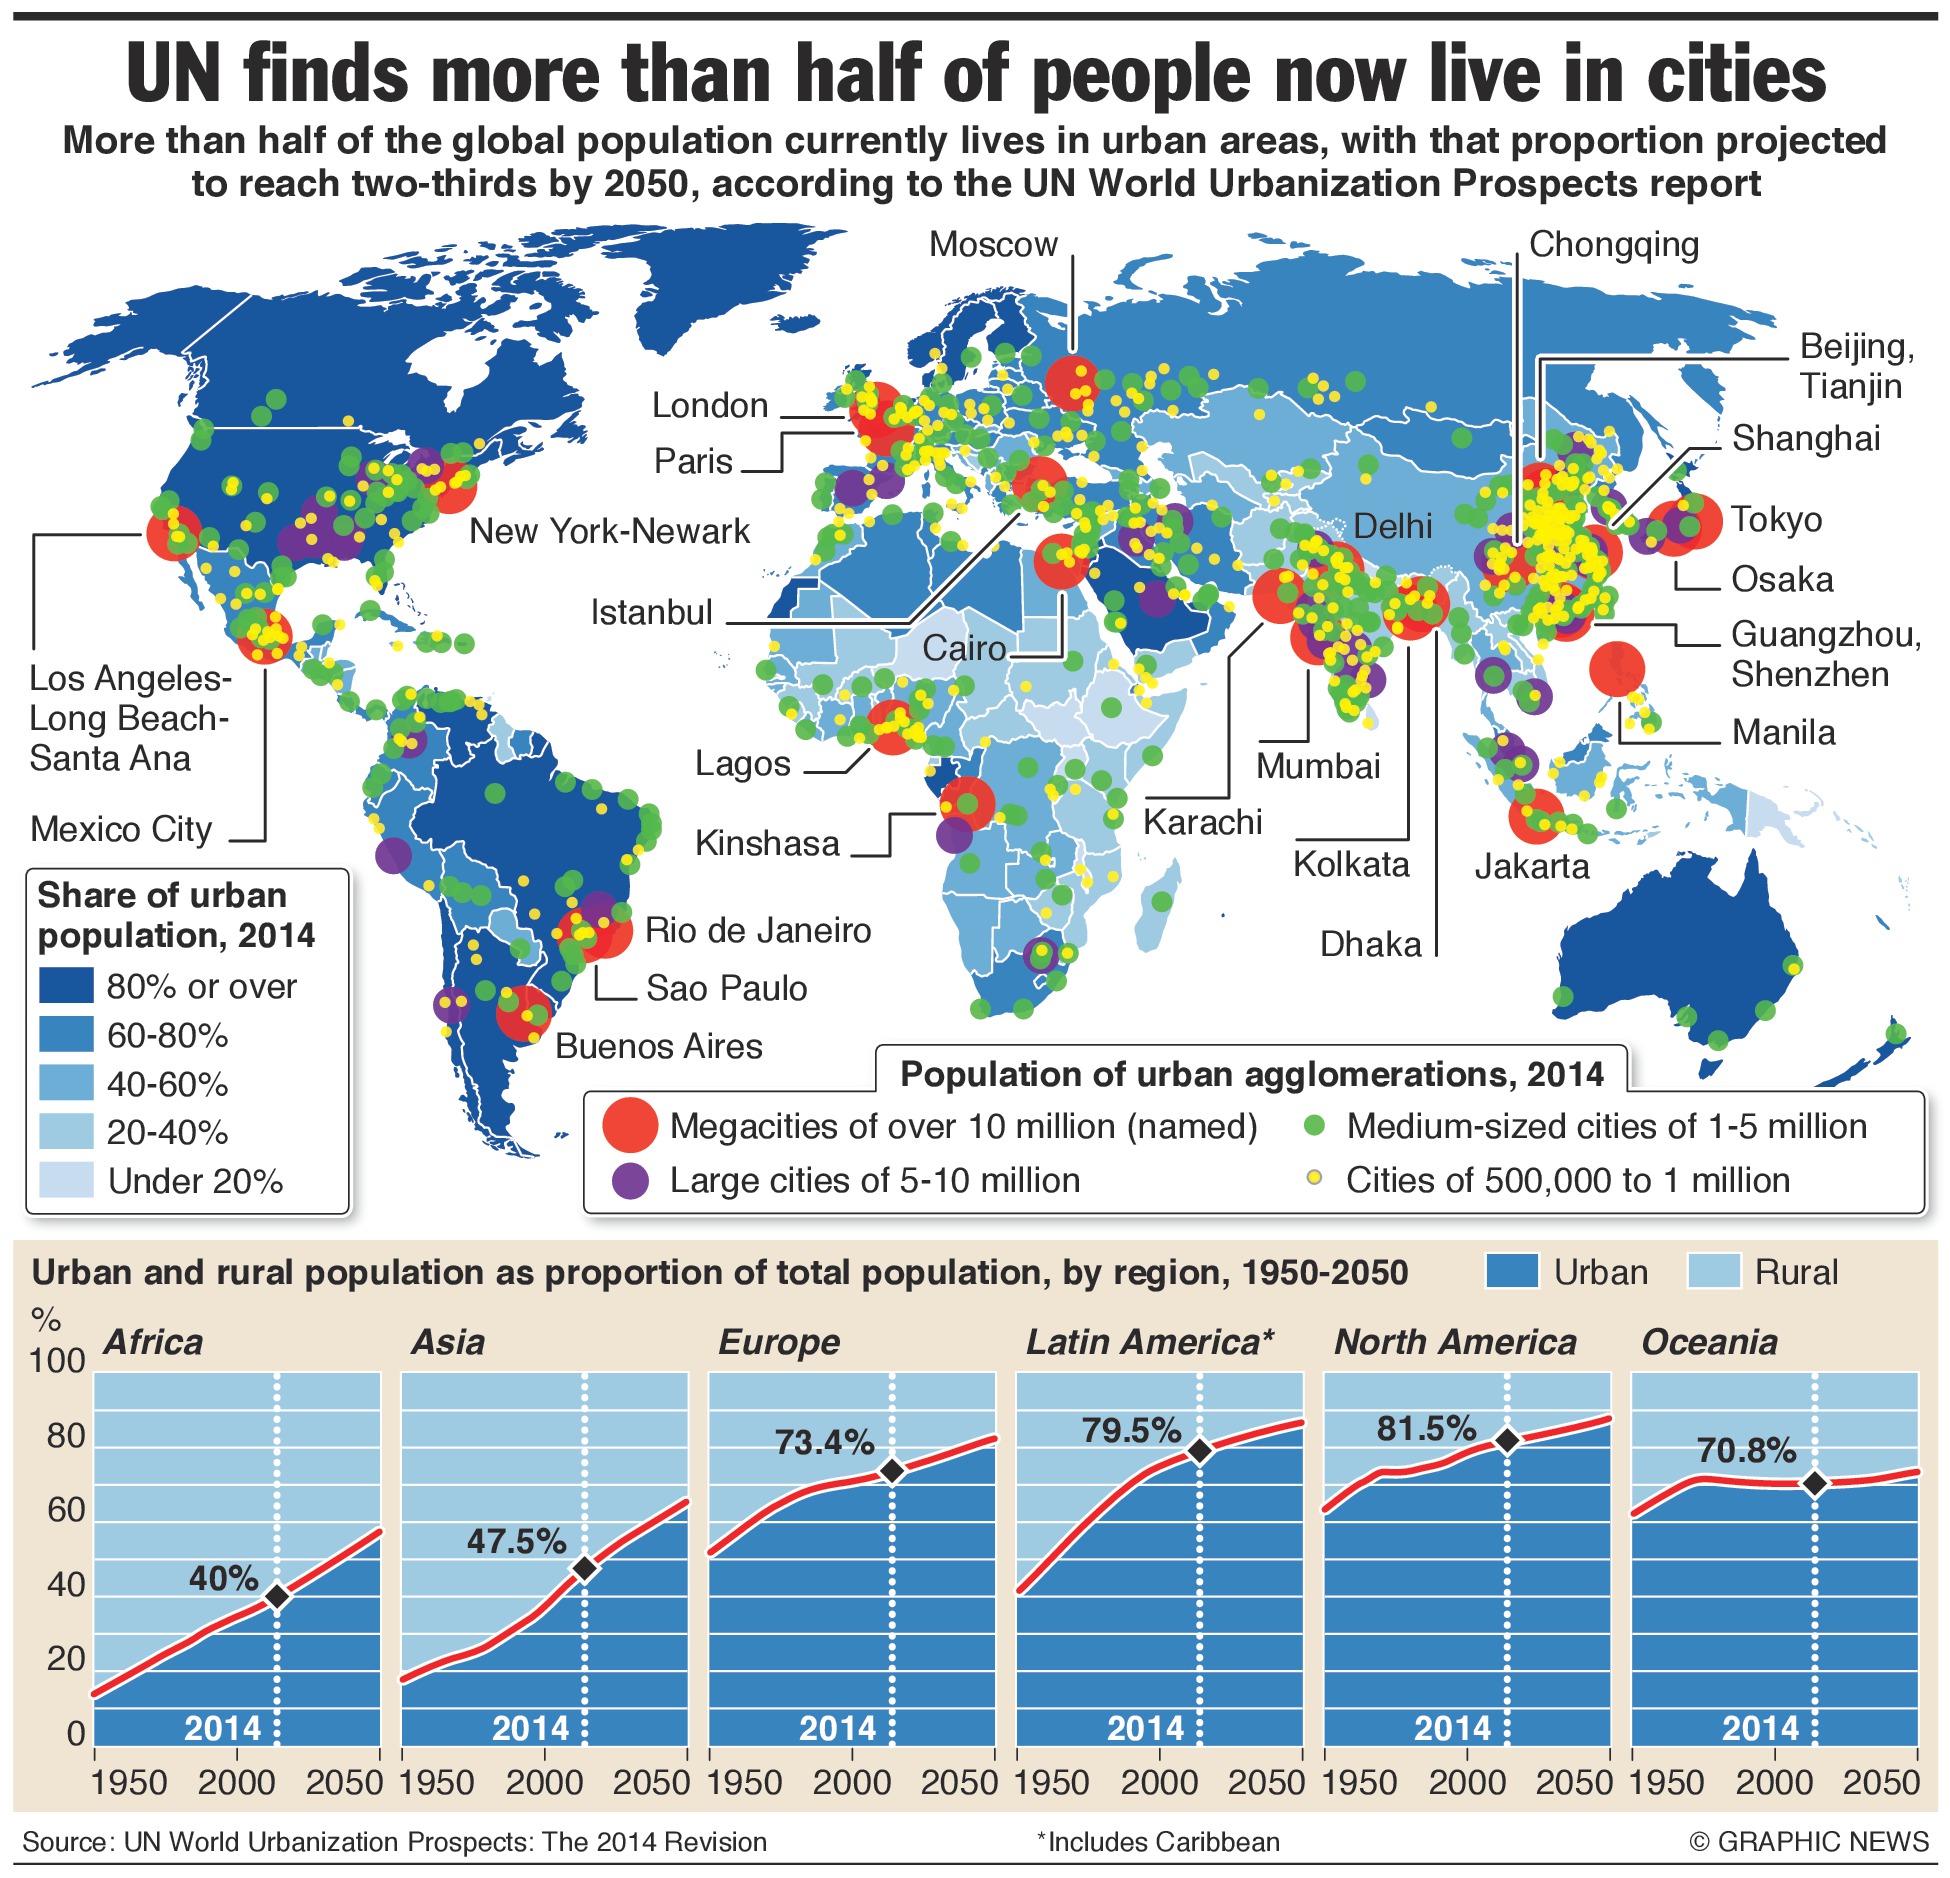 UN finds more than half of people now live in cities
More than half of the global population currently lives in urban areas, with that proportion projected
to reach two-thirds by 2050, according to the UN World Urbanization Prospects report
Moscow
Chongqing
Beijing,
Tianjin
London
Paris
Shanghai
New York-Newark
Delhi
Tokyo
Osaka
Istanbul
Cairo
Guangzhou,
Shenzhen
Los Angeles-
Long Beach-
Santa Ana
Manila
Lagos
Mumbai
Mexico City
Kinshasa
Karachi
Kolkata
Jakarta
Dhaka
Rio de Janeiro
Sao Paulo
Buenos Aires
Share of urban
population, 2014
80% or over
60-80%
40-60%
20-40%
Under 20%
Population of urban agglomerations, 2014
Megacities of over 10 million (named)
Medium-sized cities of 1-5 million
Large cities of 5-10 million
Cities of 500,000 to 1 million
Urban and rural population as proportion of total population, by region, 1950-2050
Urban
Rural
%
100
80
60
40
20
0
Africa
40%
2014
1950 2000 2050
Asia
47.5%
2014
1950 2000 2050
Europe
73.4%
2014
1950 2000 2050
Latin America*
79.5%
2014
1950 2000 2050
North America
81.5%
2014
1950 2000 2050
Oceania
70.8%
2014
1950 2000 2050
Source: UN World Urbanization Prospects: The 2014 Revision
*Includes Caribbean
© GRAPHIC NEWS